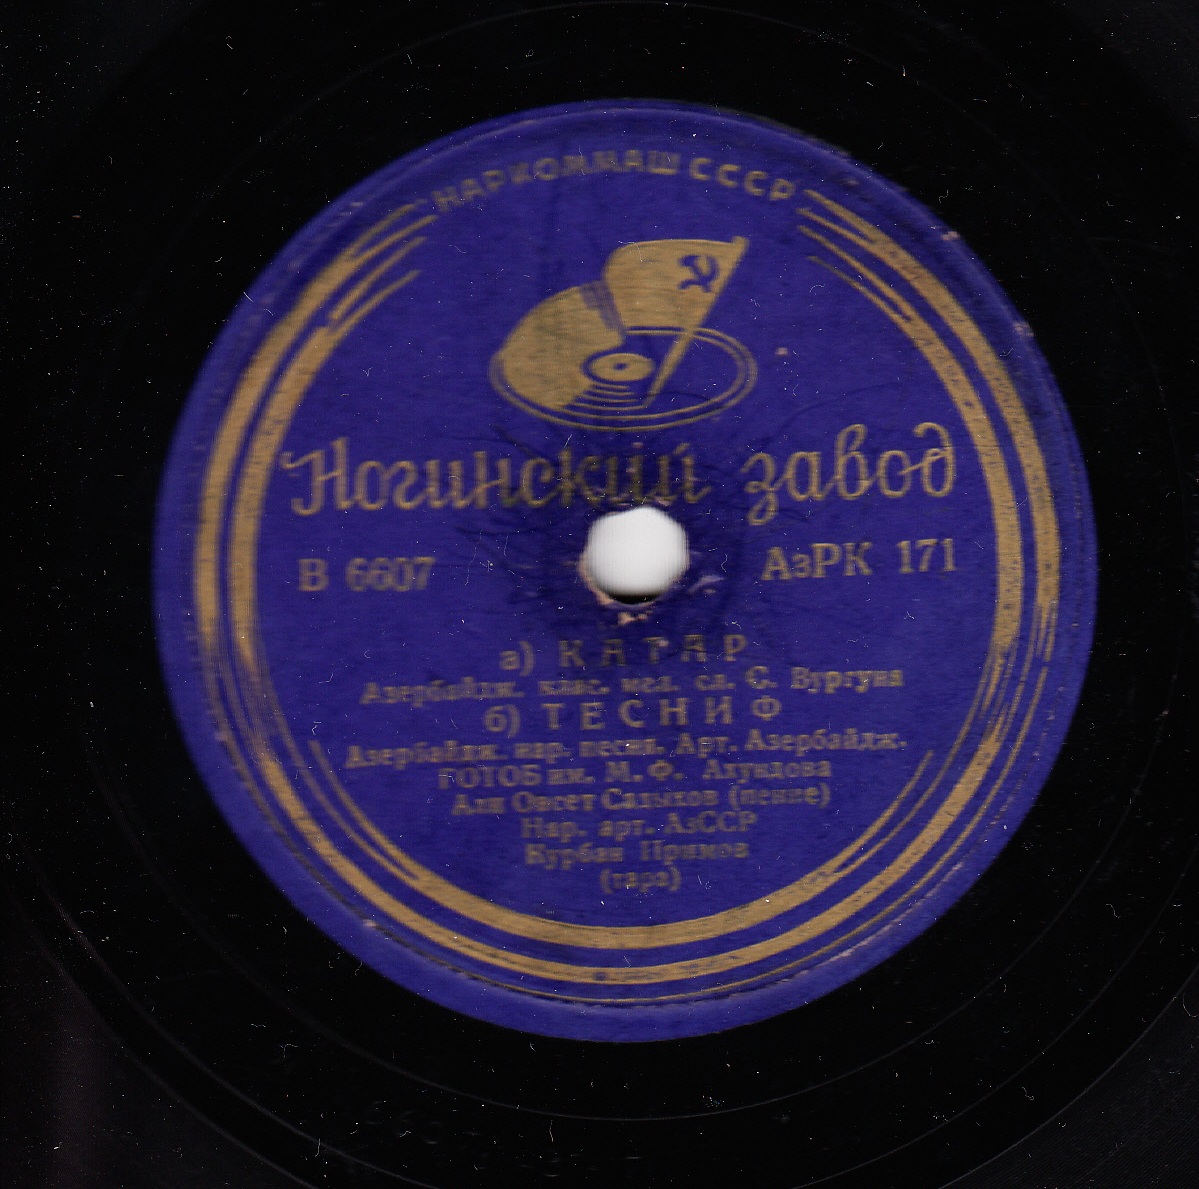 НАРКОММАШ СССР
Ногинский завод
В 6607
АзРК 171
а) КАТАР
Азербайдж. клас. мел. сл. С. Вургуна
б) ТЕСНИФ
Азербайдж. нар. песня. Арт. Азербайдж.
ГОТОБ им. М. Ф. Ахундова
Али Овсет Садыхов (пение)
Нар. арт. АзССР
Курбан Примов
(тара)